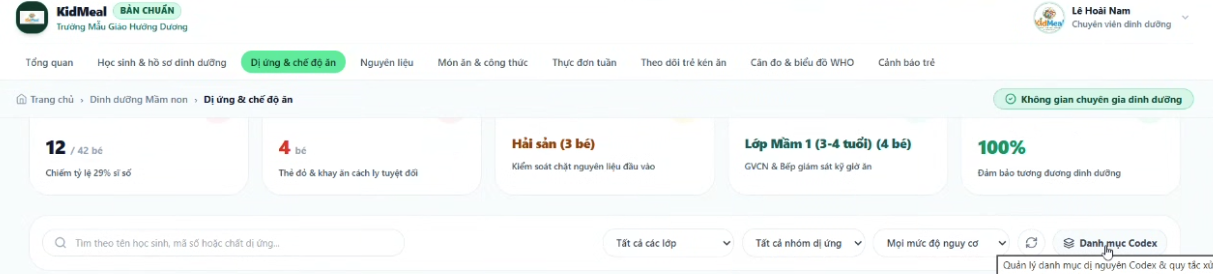 KidMeal BẢN CHUẨN
Trường Mẫu Giáo Hướng Dương
Lê Hoài Nam
Chuyên viên dinh dưỡng
Tổng quan Học sinh & hồ sơ dinh dưỡng Dị ứng & chế độ ăn Nguyên liệu Món ăn & công thức Thực đơn tuần Theo dõi trẻ kén ăn Cân đo & biểu đồ WHO Cảnh báo trẻ
Trang chủ › Dinh dưỡng Mầm non › Dị ứng & chế độ ăn
Không gian chuyên gia dinh dưỡng
12 / 42 bé
Chiếm tỷ lệ 29% sĩ số
4 bé
Thẻ đỏ & khay ăn cách ly tuyệt đối
Hải sản (3 bé)
Kiểm soát chặt nguyên liệu đầu vào
Lớp Mầm 1 (3-4 tuổi) (4 bé)
GVCN & Bếp giám sát kỹ giờ ăn
100%
Đảm bảo tương đương dinh dưỡng
Tìm theo tên học sinh, mã số hoặc chất dị ứng...
Tất cả các lớp
Tất cả nhóm dị ứng
Mọi mức độ nguy cơ
Danh mục Codex
Quản lý danh mục dị nguyên Codex & quy tắc xử